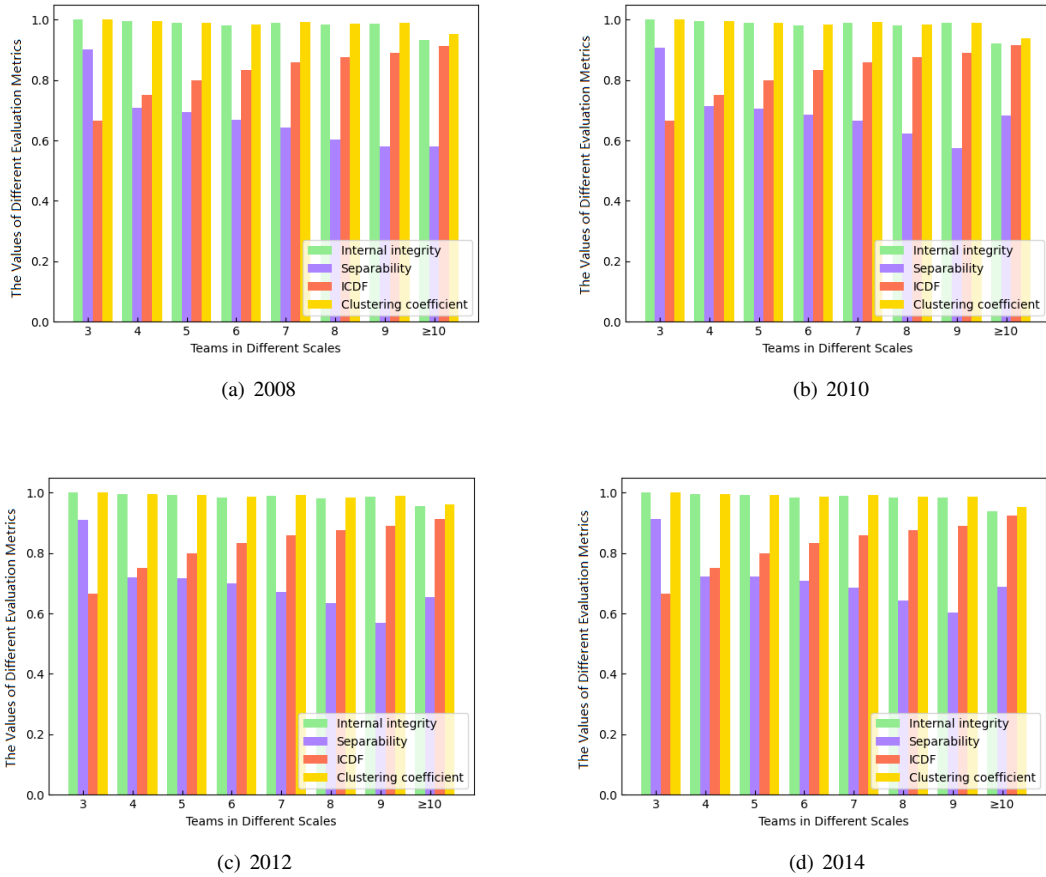 The Values of Different Evaluation Metrics
1.0
0.8
0.6
0.4
0.2
0.0
Internal integrity
Separability
ICDF
Clustering coefficient
3 4 5 6 7 8 9 ≥10
Teams in Different Scales
(a) 2008
The Values of Different Evaluation Metrics
1.0
0.8
0.6
0.4
0.2
0.0
Internal integrity
Separability
ICDF
Clustering coefficient
3 4 5 6 7 8 9 ≥10
Teams in Different Scales
(b) 2010
The Values of Different Evaluation Metrics
1.0
0.8
0.6
0.4
0.2
0.0
Internal integrity
Separability
ICDF
Clustering coefficient
3 4 5 6 7 8 9 ≥10
Teams in Different Scales
(c) 2012
The Values of Different Evaluation Metrics
1.0
0.8
0.6
0.4
0.2
0.0
Internal integrity
Separability
ICDF
Clustering coefficient
3 4 5 6 7 8 9 ≥10
Teams in Different Scales
(d) 2014